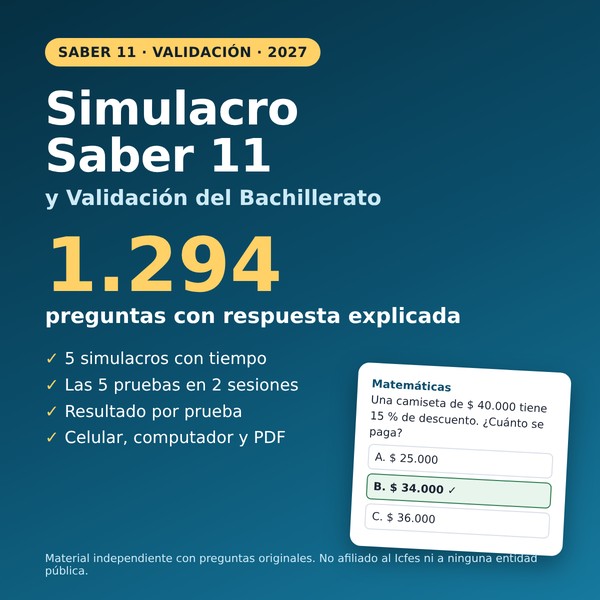 SABER 11 · VALIDACIÓN · 2027
Simulacro
Saber 11
y Validación del Bachillerato
1.294
preguntas con respuesta explicada
✓ 5 simulacros con tiempo
✓ Las 5 pruebas en 2 sesiones
✓ Resultado por prueba
✓ Celular, computador y PDF
Matemáticas
Una camiseta de $ 40.000 tiene
15 % de descuento. ¿Cuánto se
paga?
A. $ 25.000
B. $ 34.000 ✓
C. $ 36.000
Material independiente con preguntas originales. No afiliado al Icfes ni a ninguna entidad
pública.